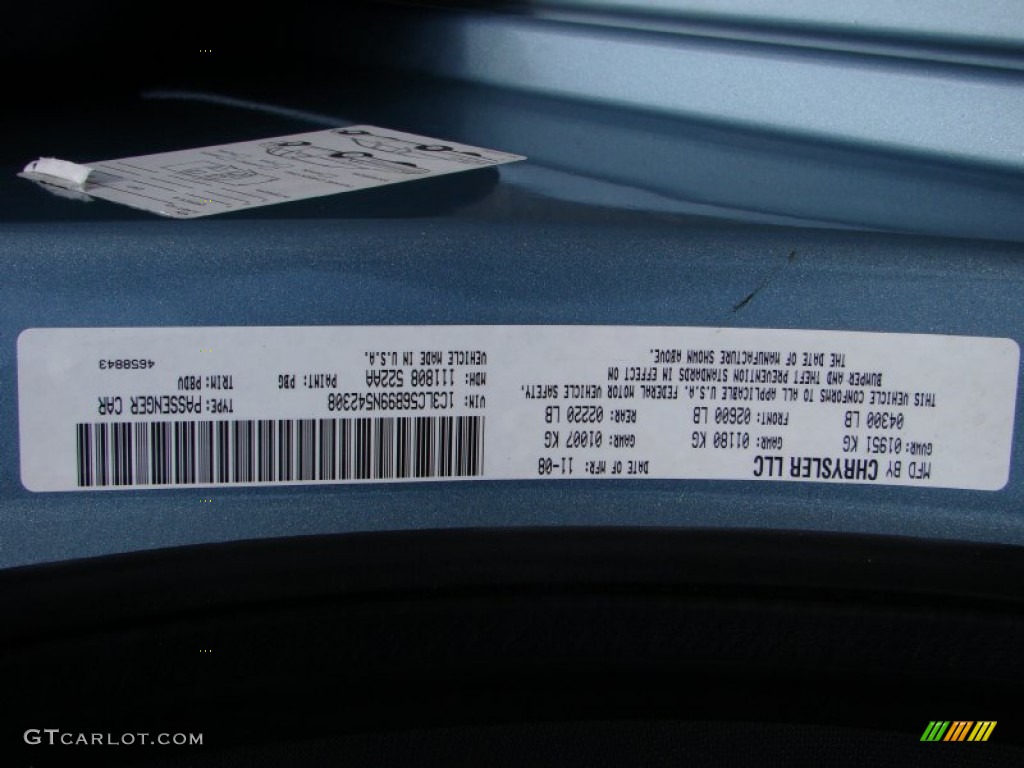 MFD BY CHRYSLER LLC DATE OF MFR: 11-08
GVWR: 01951 KG GAWR: 01180 KG GAWR: 01007 KG
04300 LB FRONT: 02600 LB REAR: 02220 LB
THIS VEHICLE CONFORMS TO ALL APPLICABLE U.S.A. FEDERAL MOTOR VEHICLE SAFETY,
BUMPER AND THEFT PREVENTION STANDARDS IN EFFECT ON
THE DATE OF MANUFACTURE SHOWN ABOVE.
VIN: 1C3LC56B99N542308 TYPE: PASSENGER CAR
MDH: 111808 522AA PAINT: PBG TRIM: P8DV
VEHICLE MADE IN U.S.A. 4658843
GTCARLOT.COM